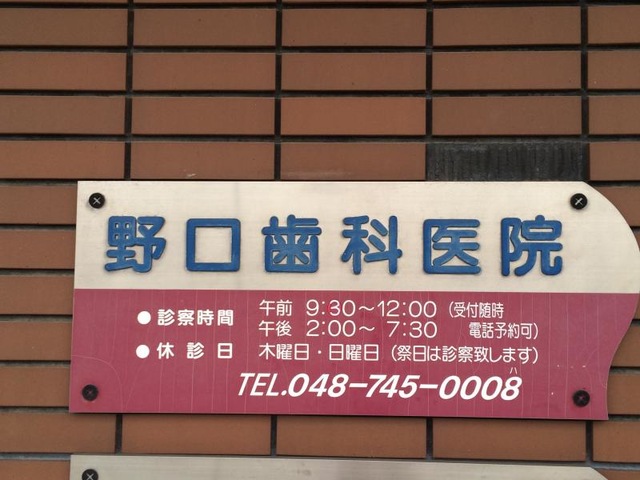 野口歯科医院
●診察時間 午前 9:30～12:00（受付随時
午後 2:00～ 7:30 電話予約可）
●休診日 木曜日・日曜日（祭日は診察致します）
TEL.048-745-0008
ハ